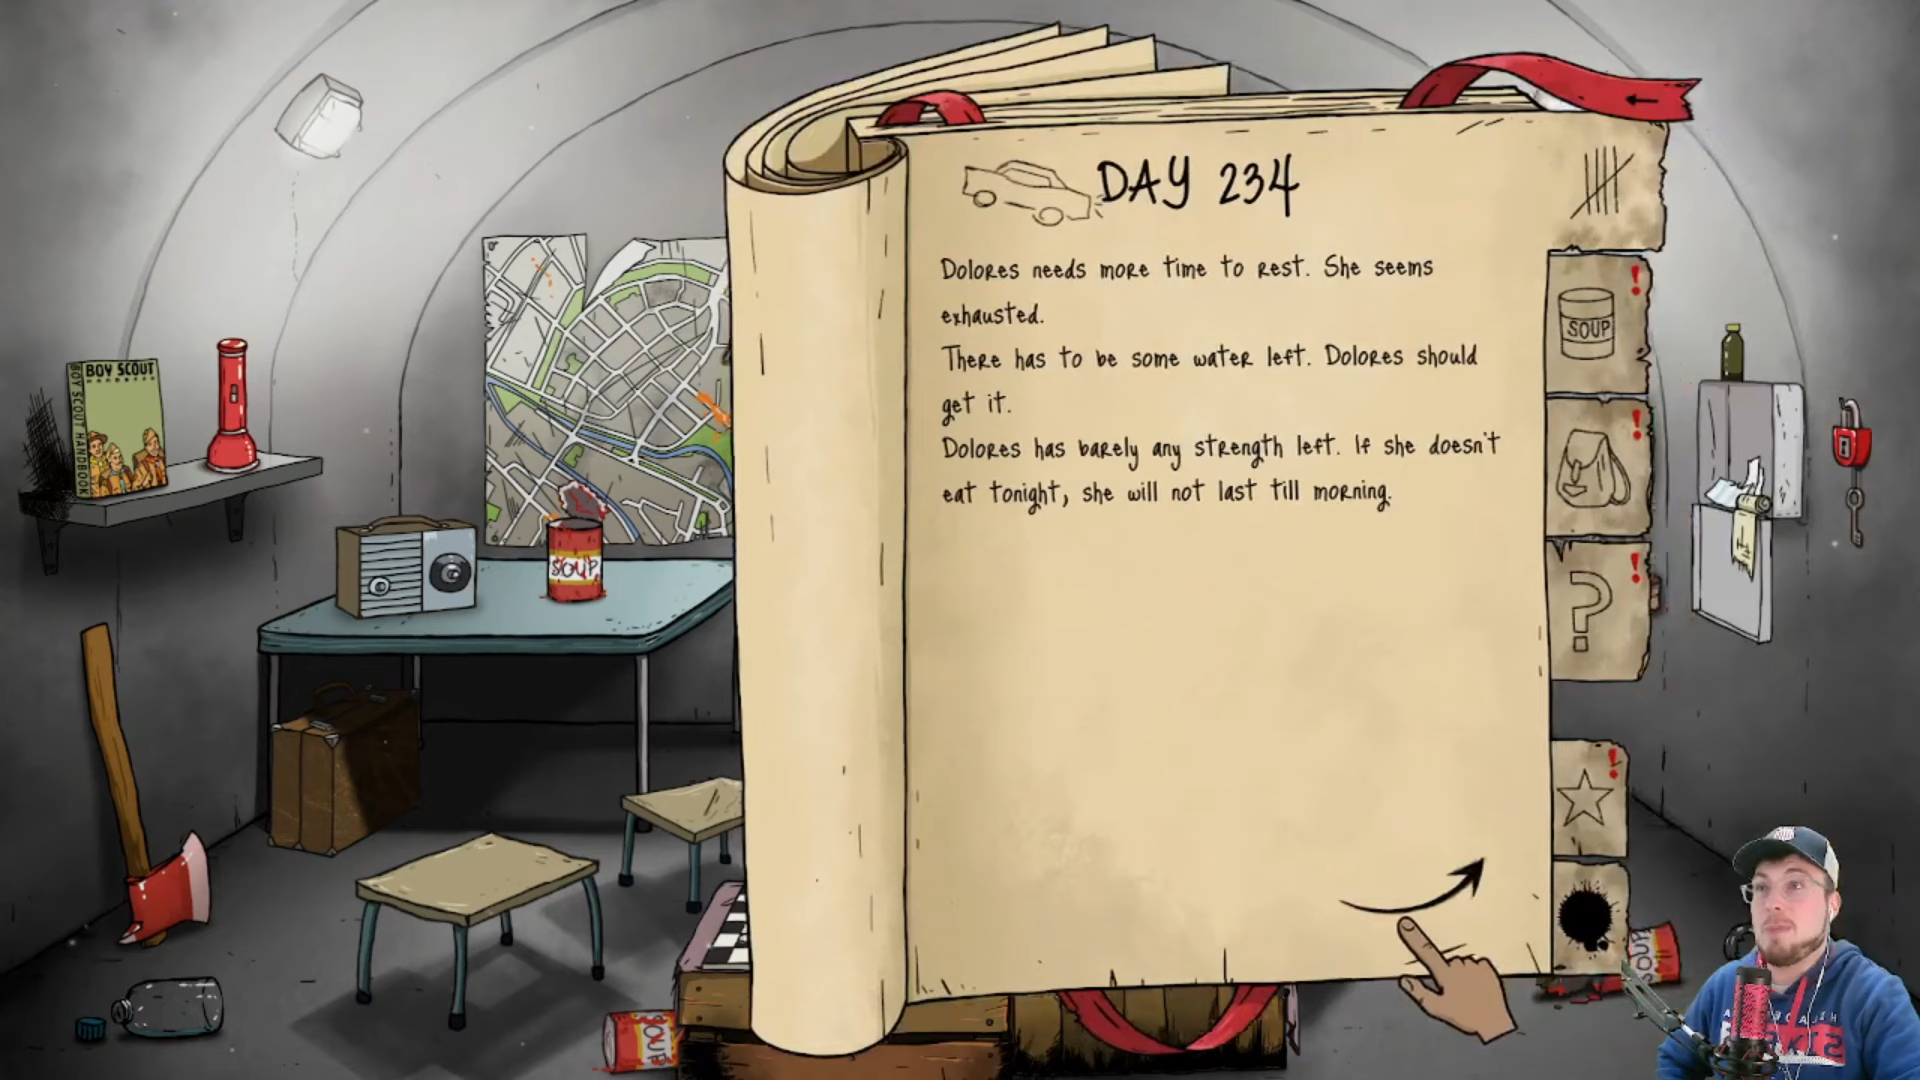 DAY 234
Dolores needs more time to rest. She seems
exhausted.
There has to be some water left. Dolores should
get it.
Dolores has barely any strength left. If she doesn't
eat tonight, she will not last till morning.
SOUP
BOY SCOUT
BOY SCOUT HANDBOOK
SOUP
SOUP
SOUP